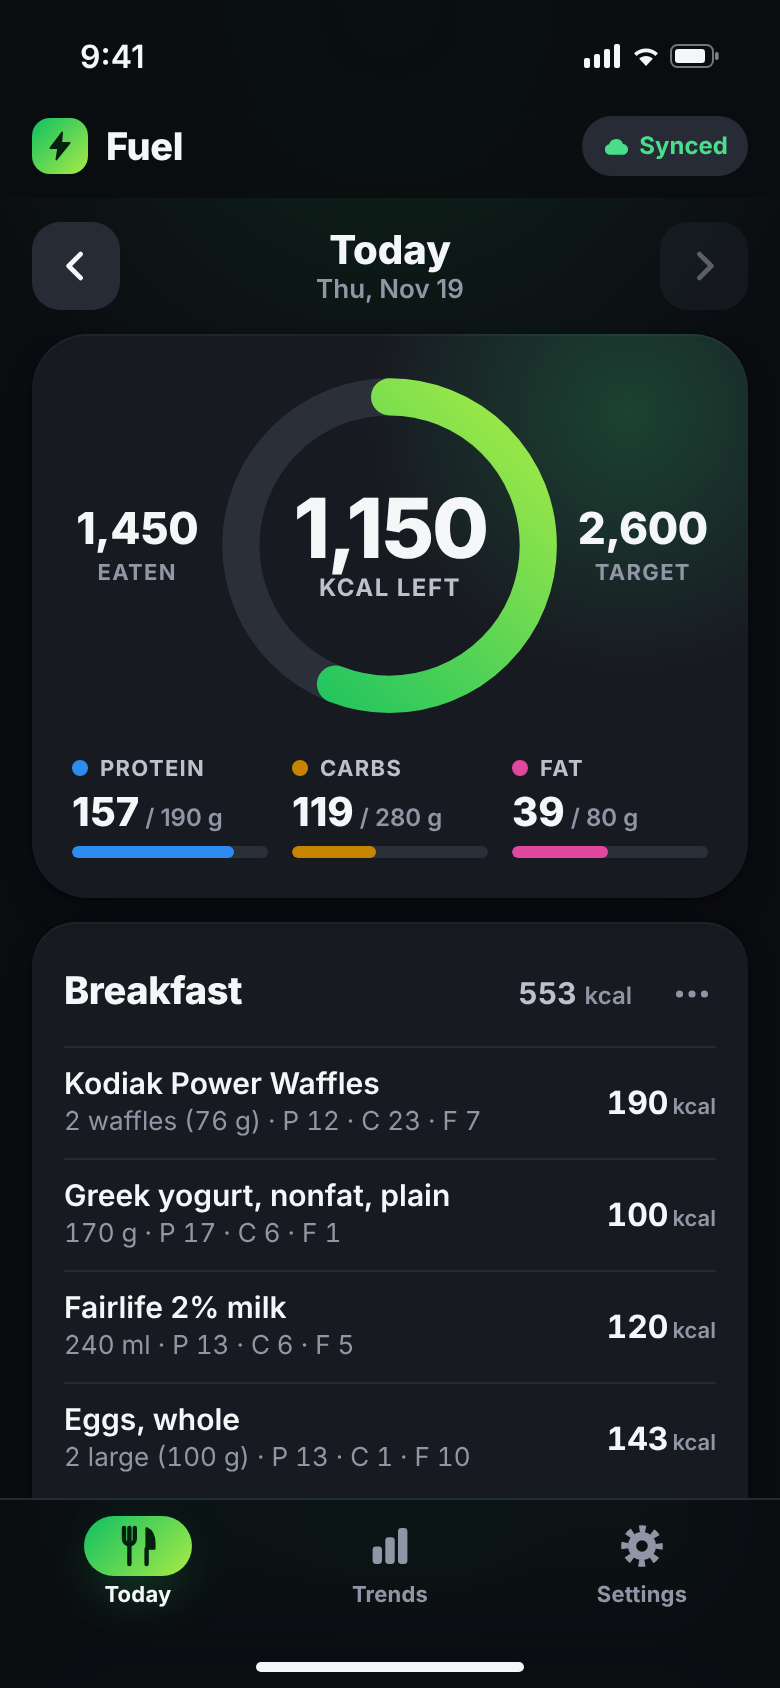 9:41
Fuel
Synced
Today
Thu, Nov 19
1,450
EATEN
1,150
KCAL LEFT
2,600
TARGET
PROTEIN
157 / 190 g
CARBS
119 / 280 g
FAT
39 / 80 g
Breakfast
553 kcal
Kodiak Power Waffles
2 waffles (76 g) · P 12 · C 23 · F 7
190 kcal
Greek yogurt, nonfat, plain
170 g · P 17 · C 6 · F 1
100 kcal
Fairlife 2% milk
240 ml · P 13 · C 6 · F 5
120 kcal
Eggs, whole
2 large (100 g) · P 13 · C 1 · F 10
143 kcal
Today
Trends
Settings